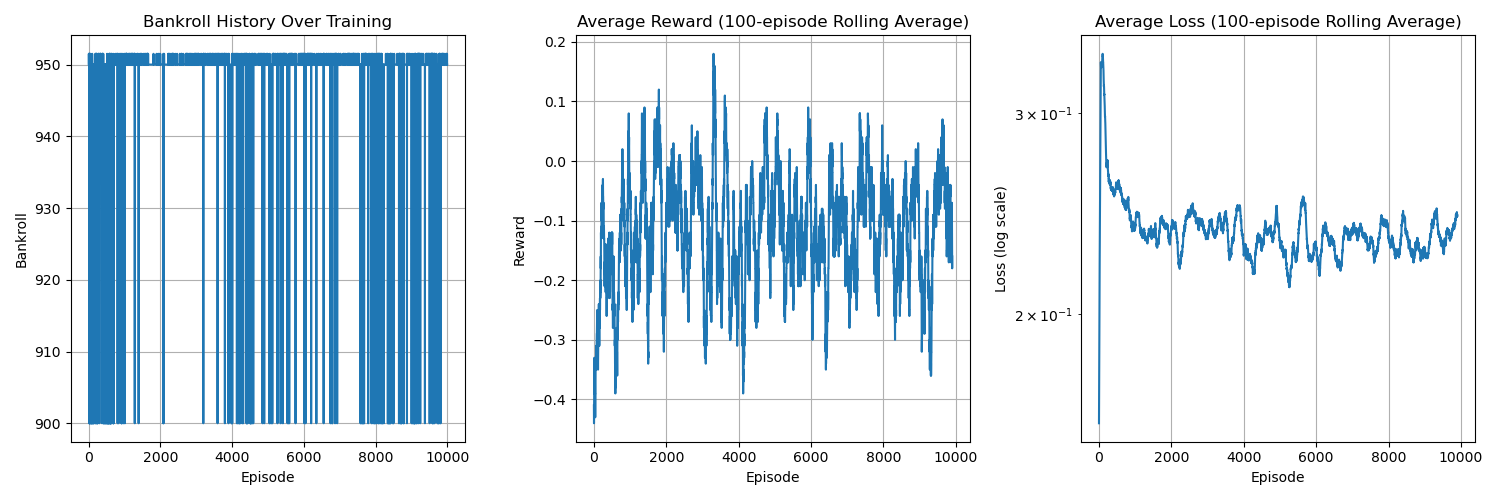 Bankroll History Over Training
950
940
930
920
910
900
Bankroll
0
2000
4000
6000
8000
10000
Episode
Average Reward (100-episode Rolling Average)
0.2
0.1
0.0
−0.1
−0.2
−0.3
−0.4
Reward
0
2000
4000
6000
8000
10000
Episode
Average Loss (100-episode Rolling Average)
3 × 10⁻¹
2 × 10⁻¹
Loss (log scale)
0
2000
4000
6000
8000
10000
Episode